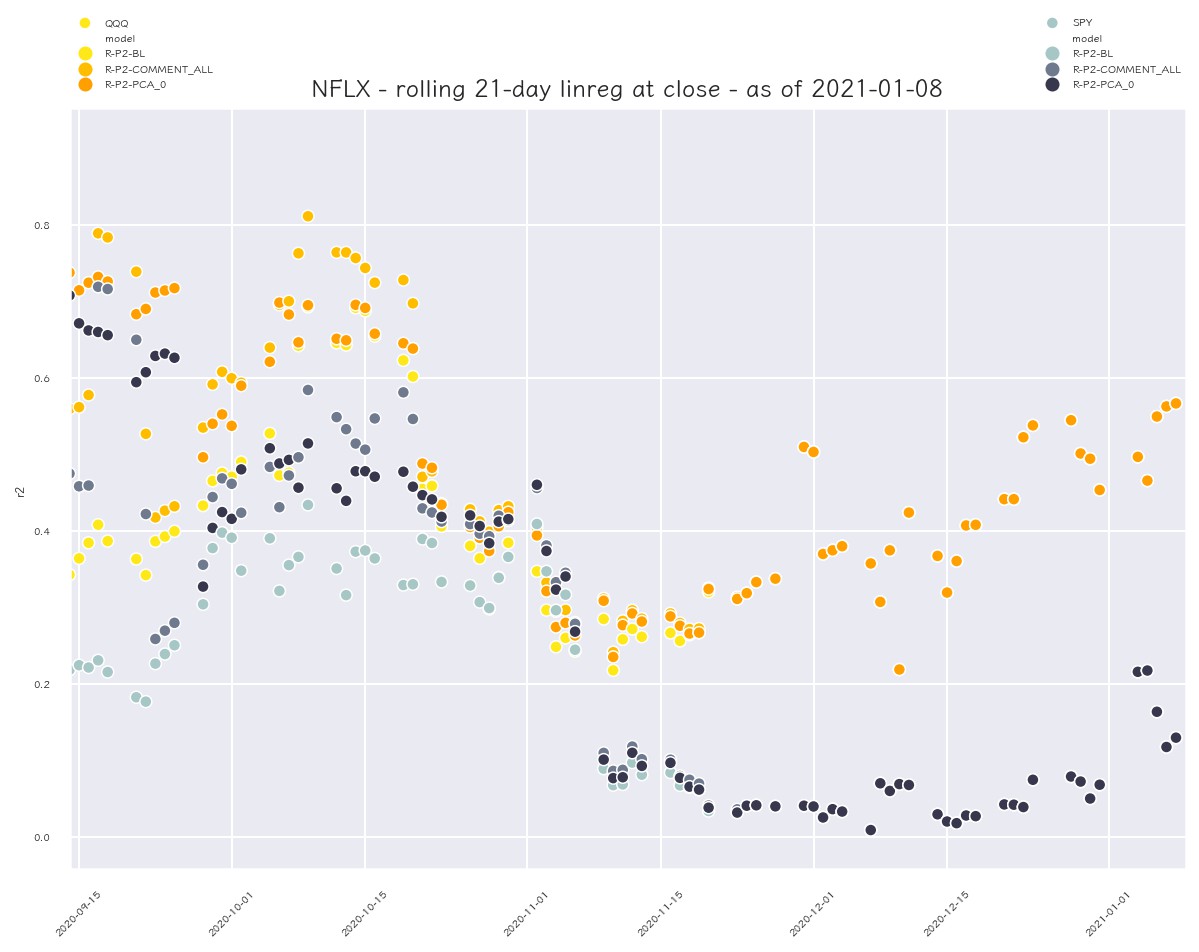 QQQ
model
R-P2-BL
R-P2-COMMENT_ALL
R-P2-PCA_0
SPY
model
R-P2-BL
R-P2-COMMENT_ALL
R-P2-PCA_0
NFLX - rolling 21-day linreg at close - as of 2021-01-08
0.8
0.6
0.4
0.2
0.0
r2
2020-09-15
2020-10-01
2020-10-15
2020-11-01
2020-11-15
2020-12-01
2020-12-15
2021-01-01